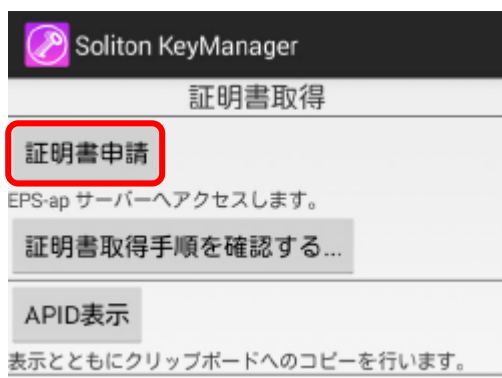 Soliton KeyManager
証明書取得
証明書申請
EPS-ap サーバーへアクセスします。
証明書取得手順を確認する...
APID表示
表示とともにクリップボードへのコピーを行います。